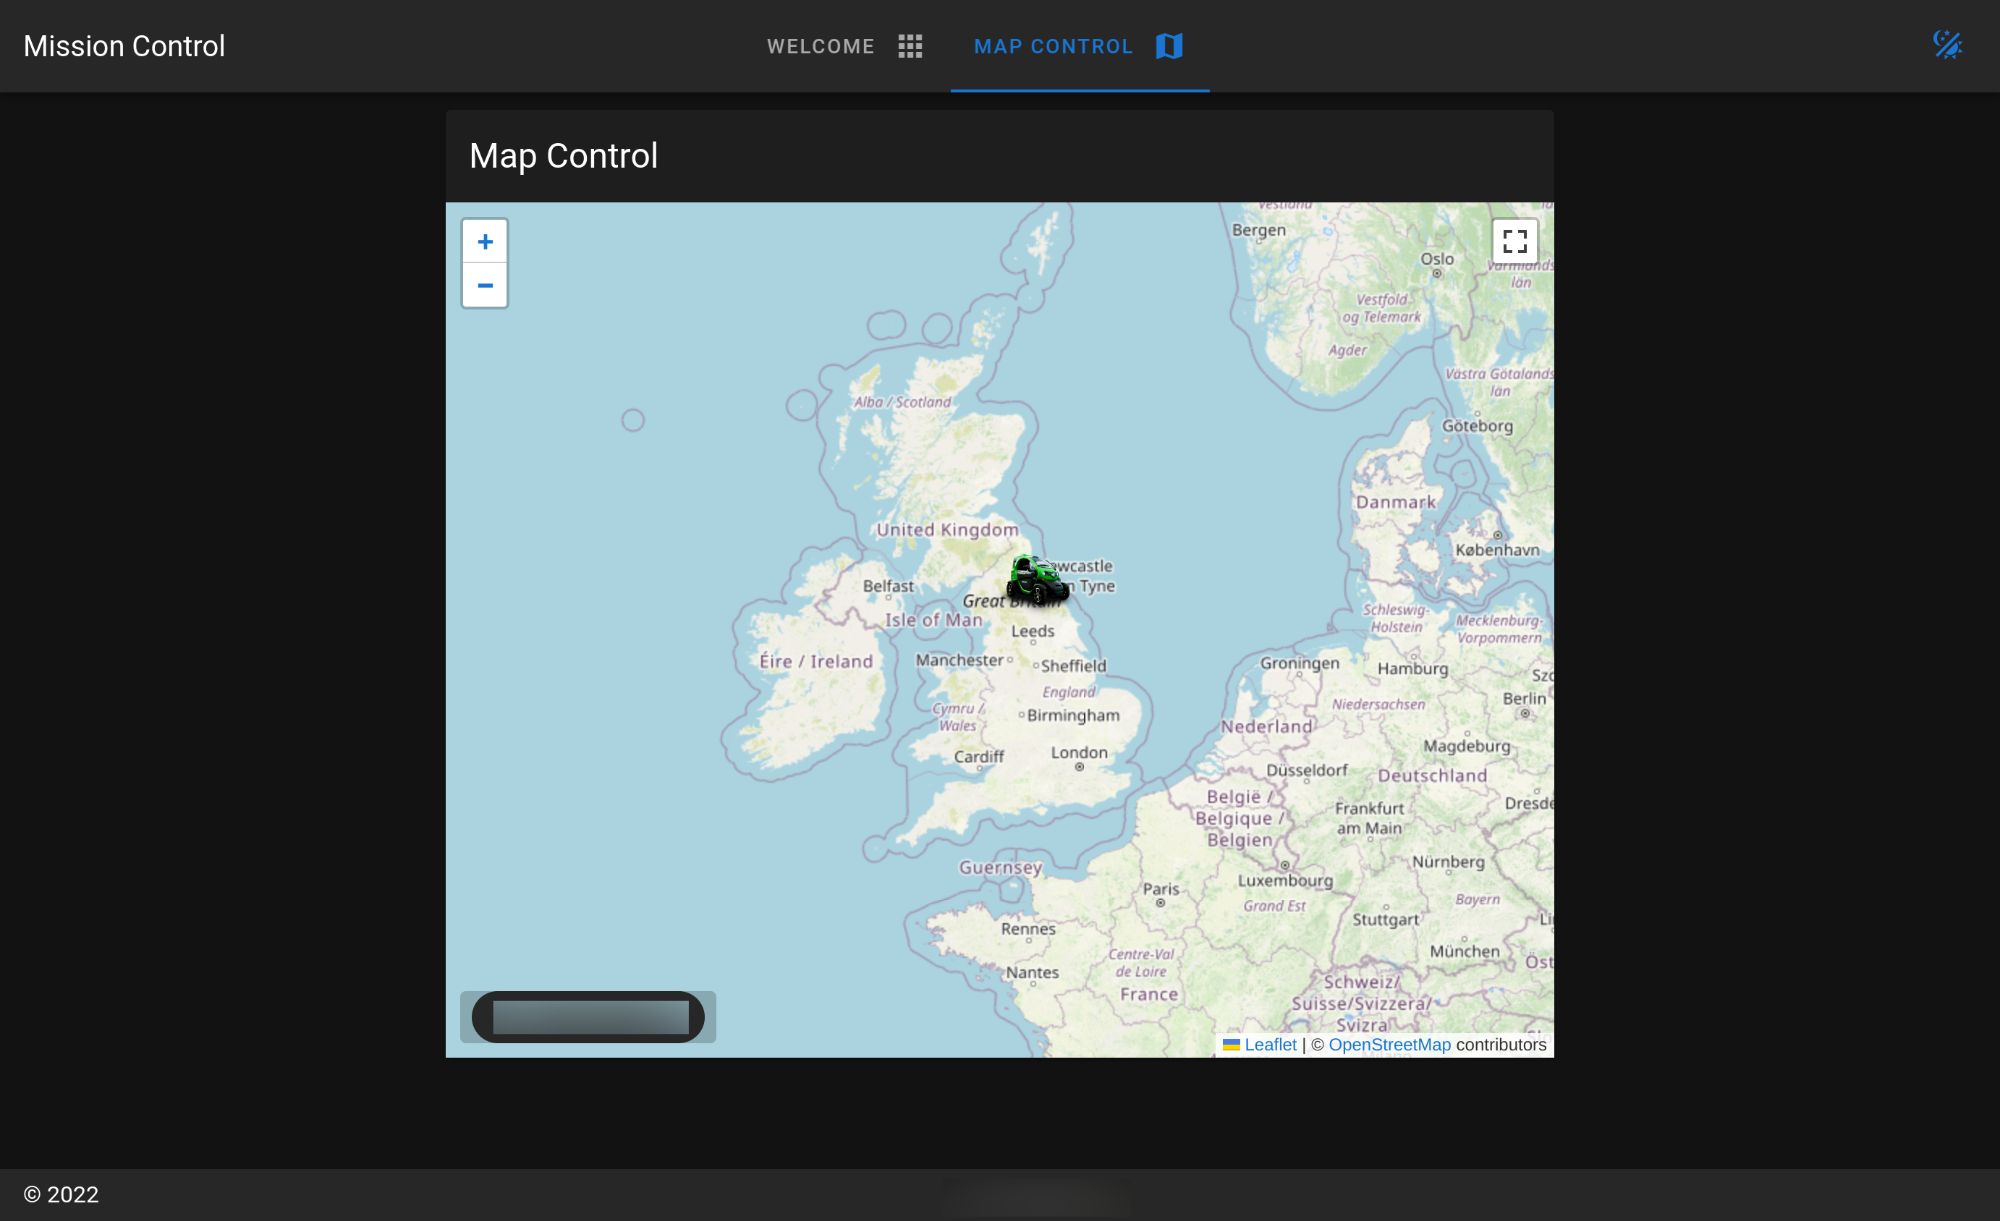 Mission Control
WELCOME
MAP CONTROL
Map Control
+
−
Vestland
Bergen
Oslo
Värmlands
län
Vestfold
og Telemark
Agder
Västra Götalands
län
Göteborg
Alba / Scotland
Danmark
København
United Kingdom
Belfast
Great Britain
Isle of Man
Leeds
Manchester
Sheffield
Éire / Ireland
England
Cymru /
Wales
Birmingham
Cardiff
London
Schleswig-
Holstein
Mecklenburg-
Vorpommern
Groningen
Hamburg
Berlin
Niedersachsen
Nederland
Magdeburg
Düsseldorf
Deutschland
België /
Belgique /
Belgien
Frankfurt
am Main
Dresde
Nürnberg
Guernsey
Luxembourg
Paris
Grand Est
Bayern
Stuttgart
Rennes
München
Centre-Val
de Loire
Nantes
France
Öst
Schweiz/
Suisse/Svizzera/
Svizra
Leaflet | © OpenStreetMap contributors
© 2022